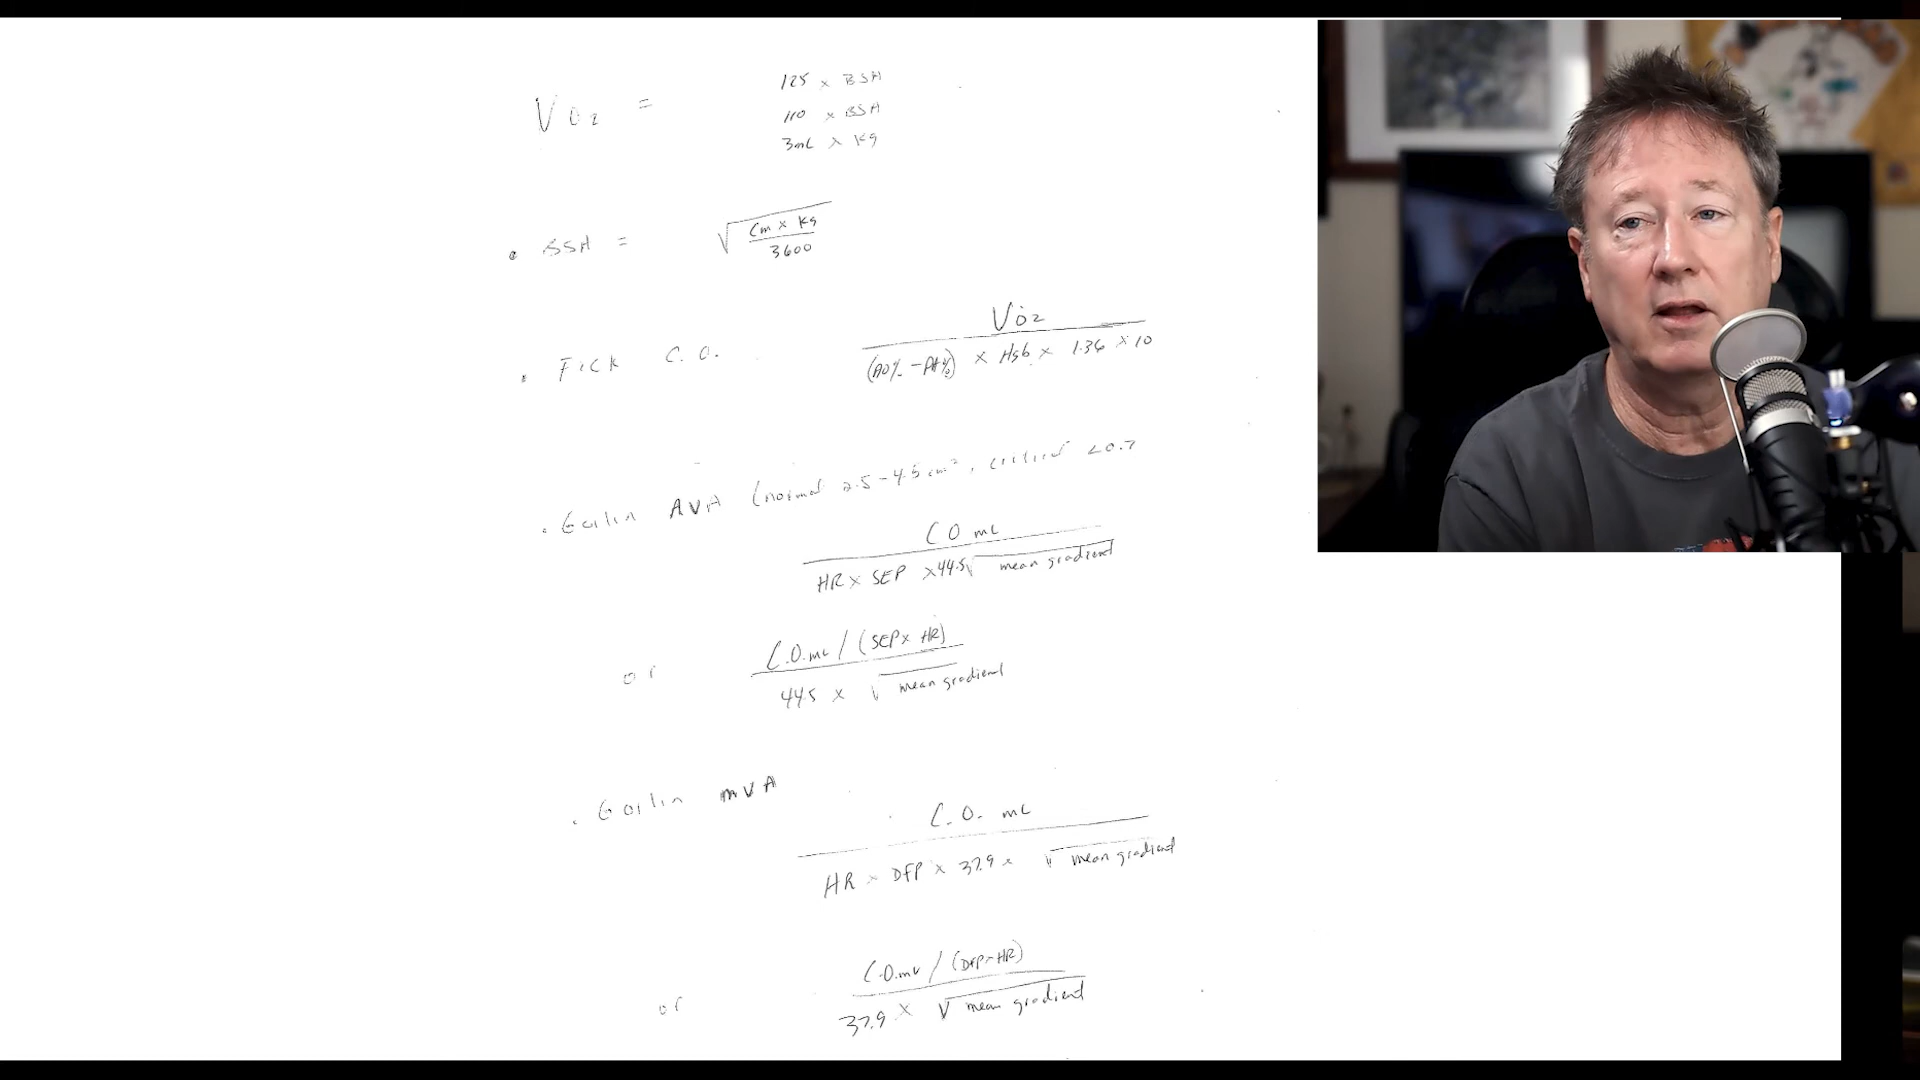 VO2 =
125 x BSA
110 x BSA
3mL x Kg
• BSA = √ Cm x Kg / 3600
• Fick C.O. V̇O2
(AO% - PA%) x Hgb x 1.36 x 10
• Gorlin AVA (normal 2.5-4.5 cm², critical <0.7
CO mL
HR x SEP x 44.5 √ mean gradient
or C.O. mL / (SEP x HR)
44.5 x √ mean gradient
• Gorlin MVA
C.O. mL
HR x DFP x 37.9 x √ mean gradient
or C.O. mL / (DFP x HR)
37.9 x √ mean gradient